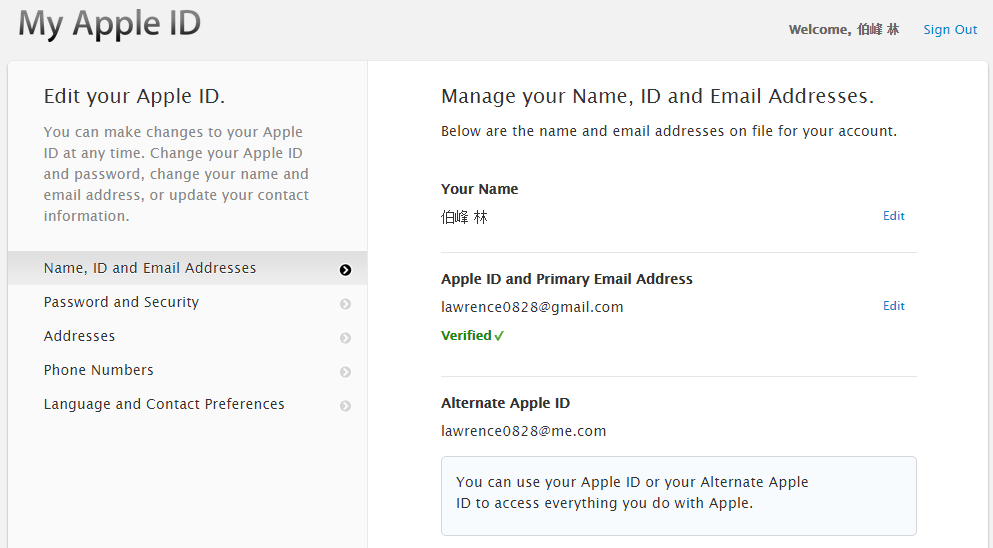 My Apple ID
Welcome, 伯峰 林
Sign Out
Edit your Apple ID.
You can make changes to your Apple
ID at any time. Change your Apple ID
and password, change your name and
email address, or update your contact
information.
Name, ID and Email Addresses
Password and Security
Addresses
Phone Numbers
Language and Contact Preferences
Manage your Name, ID and Email Addresses.
Below are the name and email addresses on file for your account.
Your Name
伯峰 林
Edit
Apple ID and Primary Email Address
lawrence0828@gmail.com
Edit
Verified✓
Alternate Apple ID
lawrence0828@me.com
You can use your Apple ID or your Alternate Apple
ID to access everything you do with Apple.